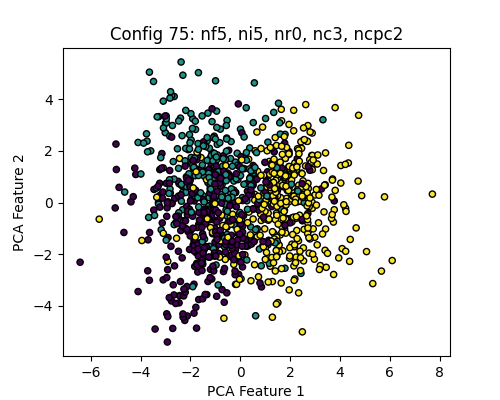 Config 75: nf5, ni5, nr0, nc3, ncpc2
4
2
0
−2
−4
PCA Feature 2
−6 −4 −2 0 2 4 6 8
PCA Feature 1